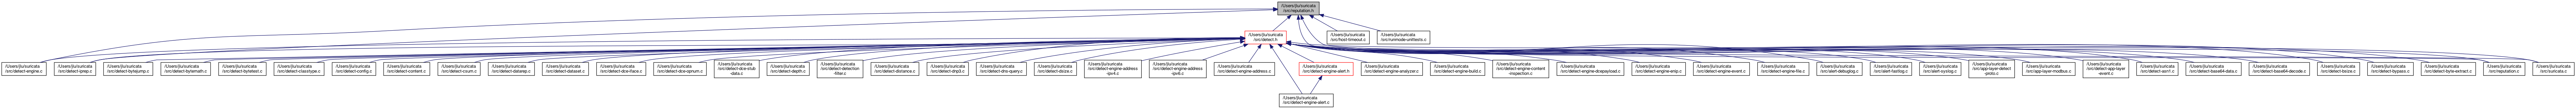 /Users/jlu/suricata
/src/reputation.h
/Users/jlu/suricata
/src/detect.h
/Users/jlu/suricata
/src/host-timeout.c
/Users/jlu/suricata
/src/runmode-unittests.c
/Users/jlu/suricata
/src/detect-engine.c
/Users/jlu/suricata
/src/detect-iprep.c
/Users/jlu/suricata
/src/detect-bytejump.c
/Users/jlu/suricata
/src/detect-bytemath.c
/Users/jlu/suricata
/src/detect-bytetest.c
/Users/jlu/suricata
/src/detect-classtype.c
/Users/jlu/suricata
/src/detect-config.c
/Users/jlu/suricata
/src/detect-content.c
/Users/jlu/suricata
/src/detect-csum.c
/Users/jlu/suricata
/src/detect-datarep.c
/Users/jlu/suricata
/src/detect-dataset.c
/Users/jlu/suricata
/src/detect-dce-iface.c
/Users/jlu/suricata
/src/detect-dce-opnum.c
/Users/jlu/suricata
/src/detect-dce-stub
-data.c
/Users/jlu/suricata
/src/detect-depth.c
/Users/jlu/suricata
/src/detect-detection
-filter.c
/Users/jlu/suricata
/src/detect-distance.c
/Users/jlu/suricata
/src/detect-dnp3.c
/Users/jlu/suricata
/src/detect-dns-query.c
/Users/jlu/suricata
/src/detect-dsize.c
/Users/jlu/suricata
/src/detect-engine-address
-ipv4.c
/Users/jlu/suricata
/src/detect-engine-address
-ipv6.c
/Users/jlu/suricata
/src/detect-engine-address.c
/Users/jlu/suricata
/src/detect-engine-alert.h
/Users/jlu/suricata
/src/detect-engine-analyzer.c
/Users/jlu/suricata
/src/detect-engine-build.c
/Users/jlu/suricata
/src/detect-engine-content
-inspection.c
/Users/jlu/suricata
/src/detect-engine-dcepayload.c
/Users/jlu/suricata
/src/detect-engine-enip.c
/Users/jlu/suricata
/src/detect-engine-event.c
/Users/jlu/suricata
/src/detect-engine-file.c
/Users/jlu/suricata
/src/alert-debuglog.c
/Users/jlu/suricata
/src/alert-fastlog.c
/Users/jlu/suricata
/src/alert-syslog.c
/Users/jlu/suricata
/src/app-layer-detect
-proto.c
/Users/jlu/suricata
/src/app-layer-modbus.c
/Users/jlu/suricata
/src/detect-app-layer
-event.c
/Users/jlu/suricata
/src/detect-asn1.c
/Users/jlu/suricata
/src/detect-base64-data.c
/Users/jlu/suricata
/src/detect-base64-decode.c
/Users/jlu/suricata
/src/detect-bsize.c
/Users/jlu/suricata
/src/detect-bypass.c
/Users/jlu/suricata
/src/detect-byte-extract.c
/Users/jlu/suricata
/src/reputation.c
/Users/jlu/suricata
/src/suricata.c
/Users/jlu/suricata
/src/detect-engine-alert.c